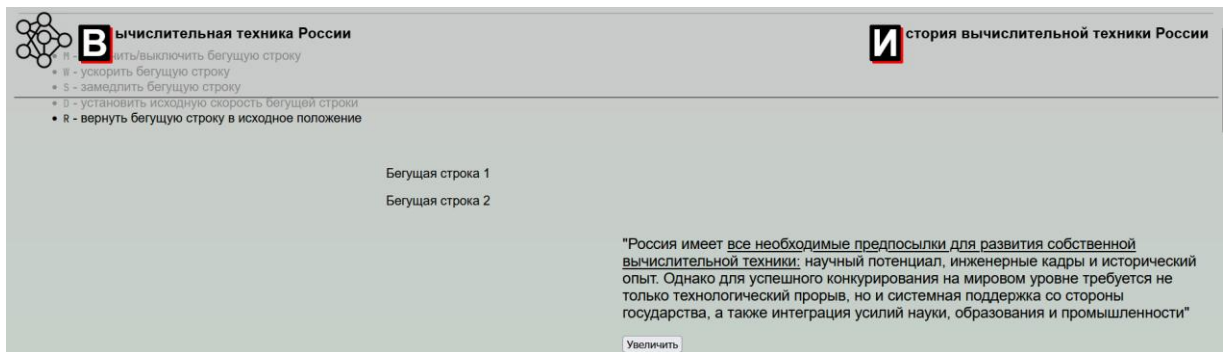 Вычислительная техника России
История вычислительной техники России
чить/выключить бегущую строку
W - ускорить бегущую строку
S - замедлить бегущую строку
D - установить исходную скорость бегущей строки
R - вернуть бегущую строку в исходное положение
Бегущая строка 1
Бегущая строка 2
"Россия имеет все необходимые предпосылки для развития собственной
вычислительной техники: научный потенциал, инженерные кадры и исторический
опыт. Однако для успешного конкурирования на мировом уровне требуется не
только технологический прорыв, но и системная поддержка со стороны
государства, а также интеграция усилий науки, образования и промышленности"
Увеличить